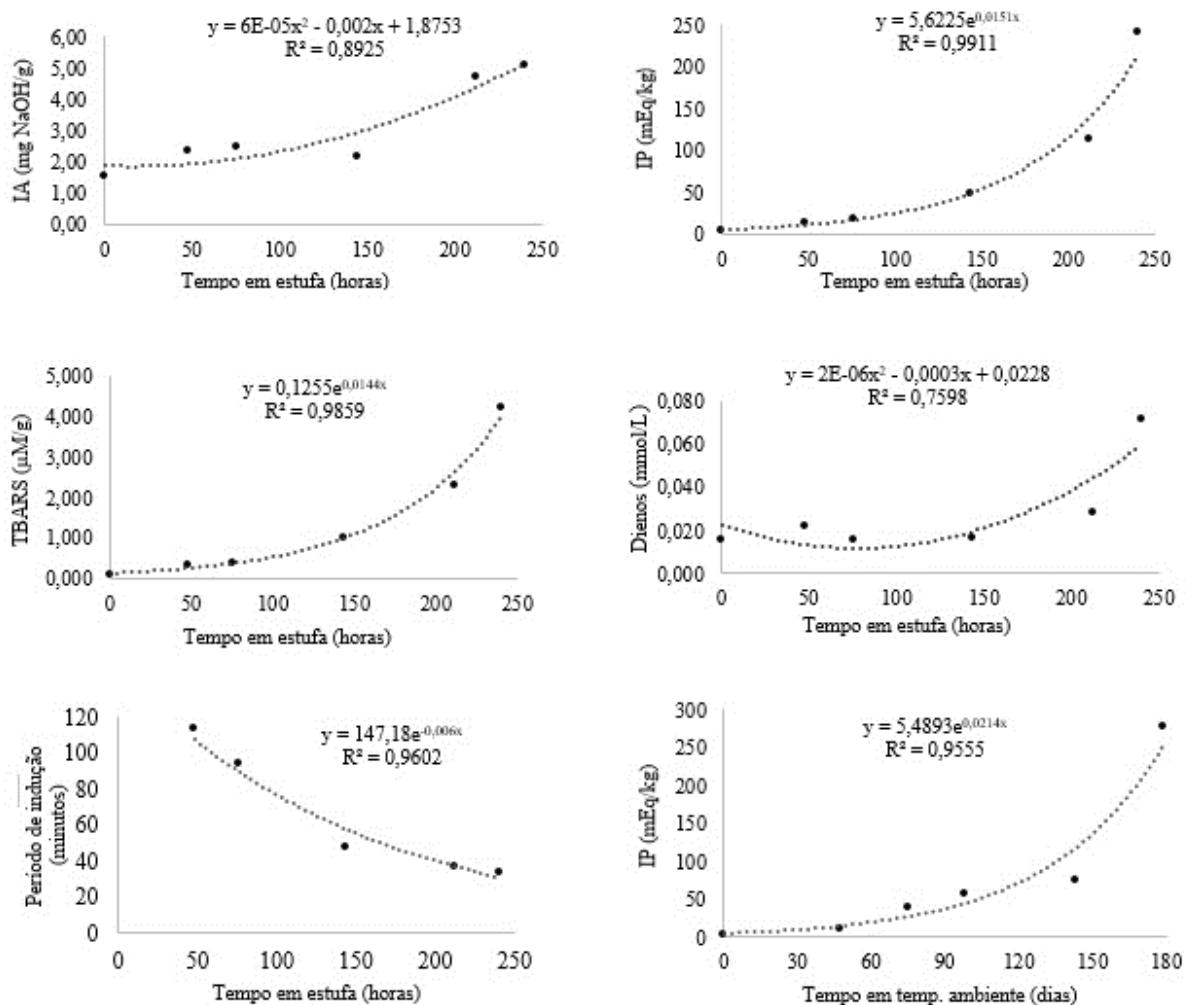 y = 6E-05x² - 0,002x + 1,8753
R² = 0,8925
6,00
5,00
4,00
3,00
2,00
1,00
0,00
IA (mg NaOH/g)
0 50 100 150 200 250
Tempo em estufa (horas)
y = 5,6225e^0,0151x
R² = 0,9911
250
200
150
100
50
0
IP (mEq/kg)
0 50 100 150 200 250
Tempo em estufa (horas)
y = 0,1255e^0,0144x
R² = 0,9859
5,000
4,000
3,000
2,000
1,000
0,000
TBARS (µM/g)
0 50 100 150 200 250
Tempo em estufa (horas)
y = 2E-06x² - 0,0003x + 0,0228
R² = 0,7598
0,080
0,060
0,040
0,020
0,000
Dienos (mmol/L)
0 50 100 150 200 250
Tempo em estufa (horas)
y = 147,18e^-0,006x
R² = 0,9602
120
100
80
60
40
20
0
Período de indução
(minutos)
0 50 100 150 200 250
Tempo em estufa (horas)
y = 5,4893e^0,0214x
R² = 0,9555
300
250
200
150
100
50
0
IP (mEq/kg)
0 30 60 90 120 150 180
Tempo em temp. ambiente (dias)